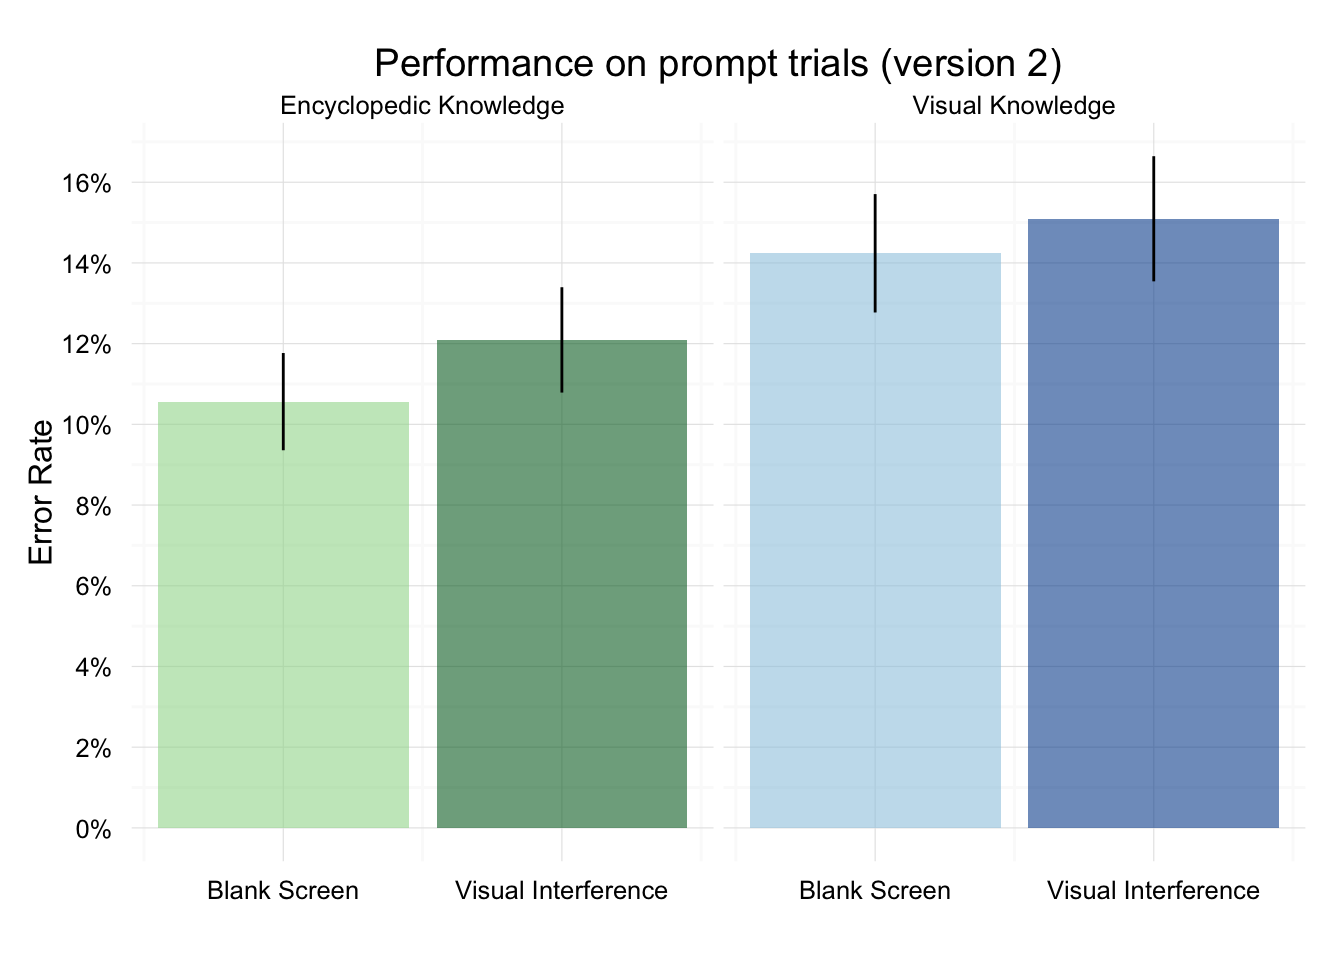 Performance on prompt trials (version 2)
Encyclopedic Knowledge
Visual Knowledge
Error Rate
16%
14%
12%
10%
8%
6%
4%
2%
0%
Blank Screen
Visual Interference
Blank Screen
Visual Interference